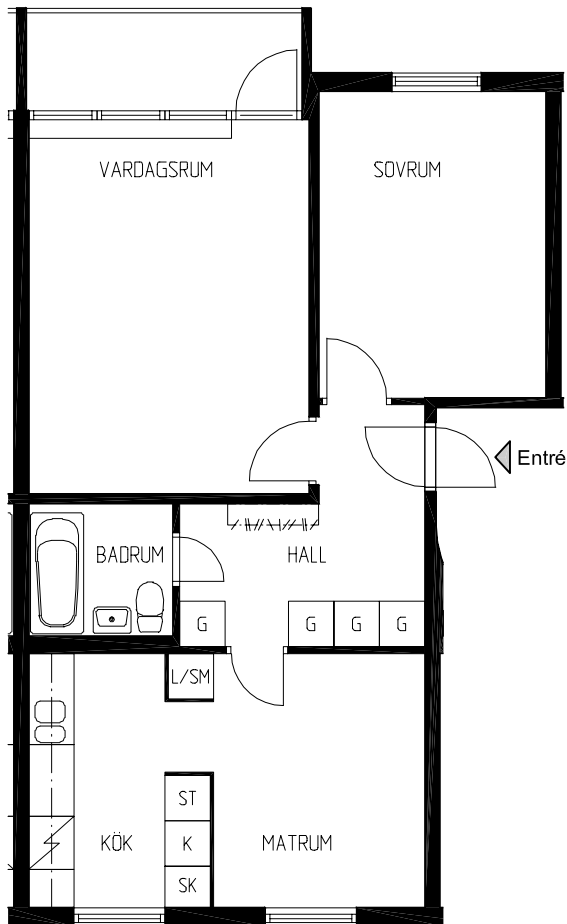 VARDAGSRUM
SOVRUM
Entré
BADRUM
HALL
G
G
G
G
L/SM
ST
KÖK
K
MATRUM
SK